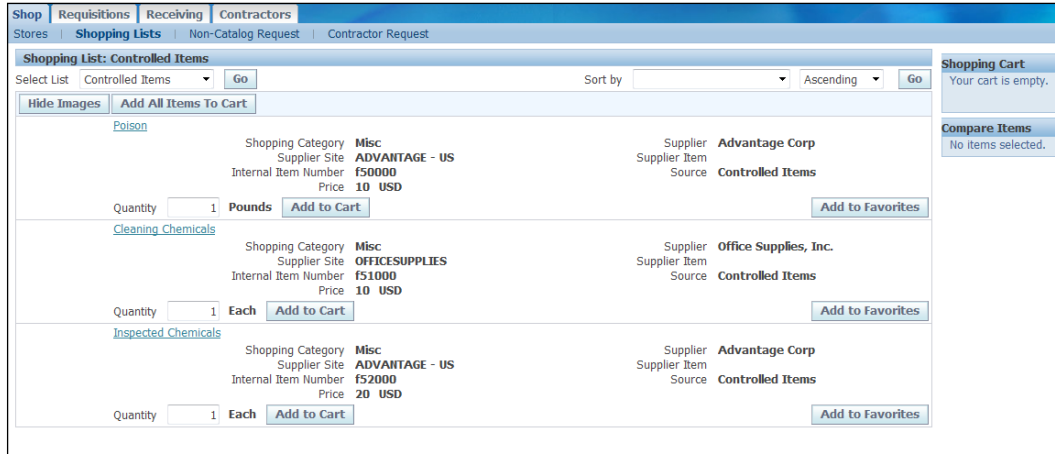 Shop Requisitions Receiving Contractors
Stores | Shopping Lists | Non-Catalog Request | Contractor Request
Shopping List: Controlled Items
Select List Controlled Items Go Sort by Ascending Go
Hide Images Add All Items To Cart
Poison
Shopping Category Misc Supplier Advantage Corp
Supplier Site ADVANTAGE - US Supplier Item
Internal Item Number f50000 Source Controlled Items
Price 10 USD
Quantity 1 Pounds Add to Cart Add to Favorites
Cleaning Chemicals
Shopping Category Misc Supplier Office Supplies, Inc.
Supplier Site OFFICESUPPLIES Supplier Item
Internal Item Number f51000 Source Controlled Items
Price 10 USD
Quantity 1 Each Add to Cart Add to Favorites
Inspected Chemicals
Shopping Category Misc Supplier Advantage Corp
Supplier Site ADVANTAGE - US Supplier Item
Internal Item Number f52000 Source Controlled Items
Price 20 USD
Quantity 1 Each Add to Cart Add to Favorites
Shopping Cart
Your cart is empty.
Compare Items
No items selected.